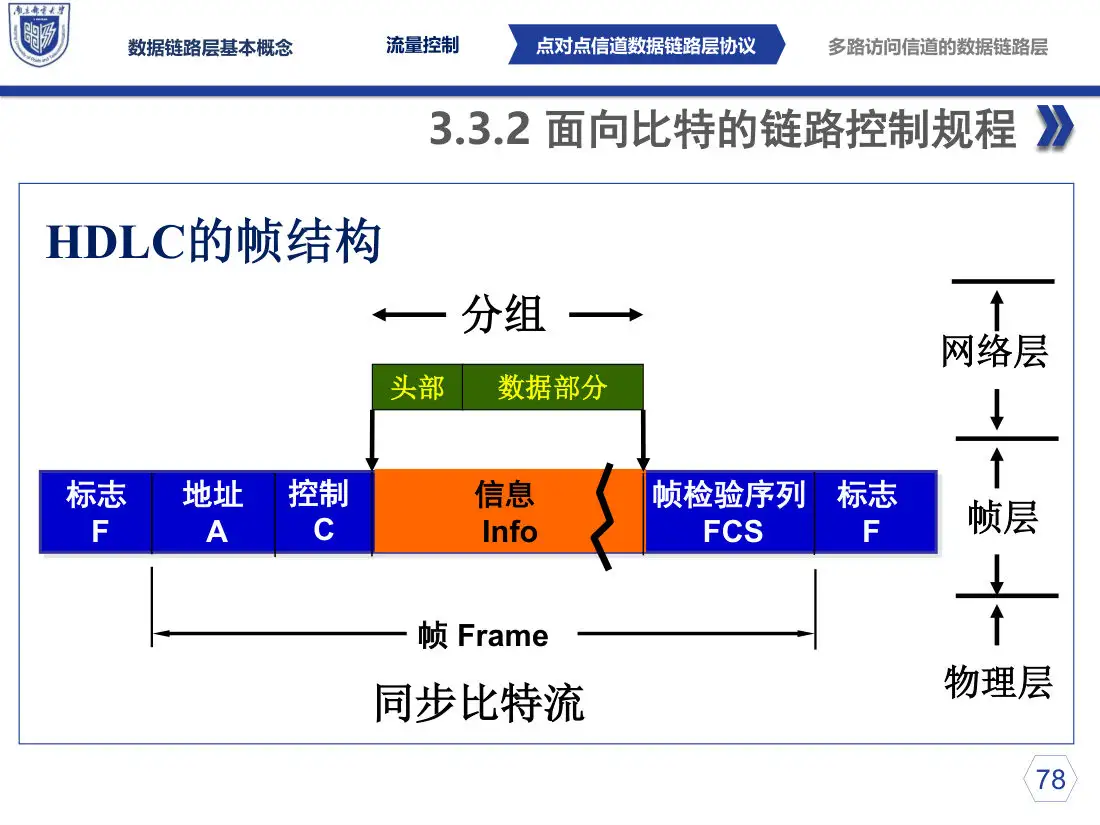 数据链路层基本概念
流量控制
点对点信道数据链路层协议
多路访问信道的数据链路层
3.3.2 面向比特的链路控制规程
HDLC的帧结构
分组
头部
数据部分
标志
F
地址
A
控制
C
信息
Info
帧检验序列
FCS
标志
F
帧 Frame
同步比特流
网络层
帧层
物理层
78